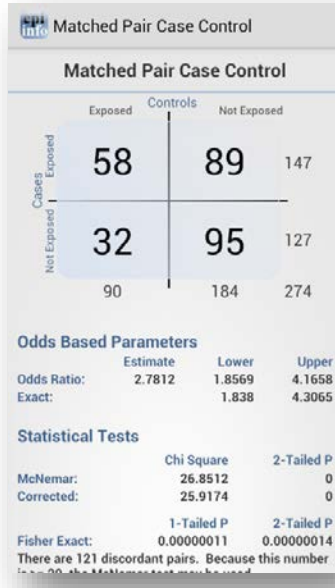 epi info Matched Pair Case Control
Matched Pair Case Control
Controls
Exposed Not Exposed
Cases
Exposed 58 89 147
Not Exposed 32 95 127
90 184 274
Odds Based Parameters
Estimate Lower Upper
Odds Ratio: 2.7812 1.8569 4.1658
Exact: 1.838 4.3065
Statistical Tests
Chi Square 2-Tailed P
McNemar: 26.8512 0
Corrected: 25.9174 0
1-Tailed P 2-Tailed P
Fisher Exact: 0.00000011 0.00000014
There are 121 discordant pairs. Because this number